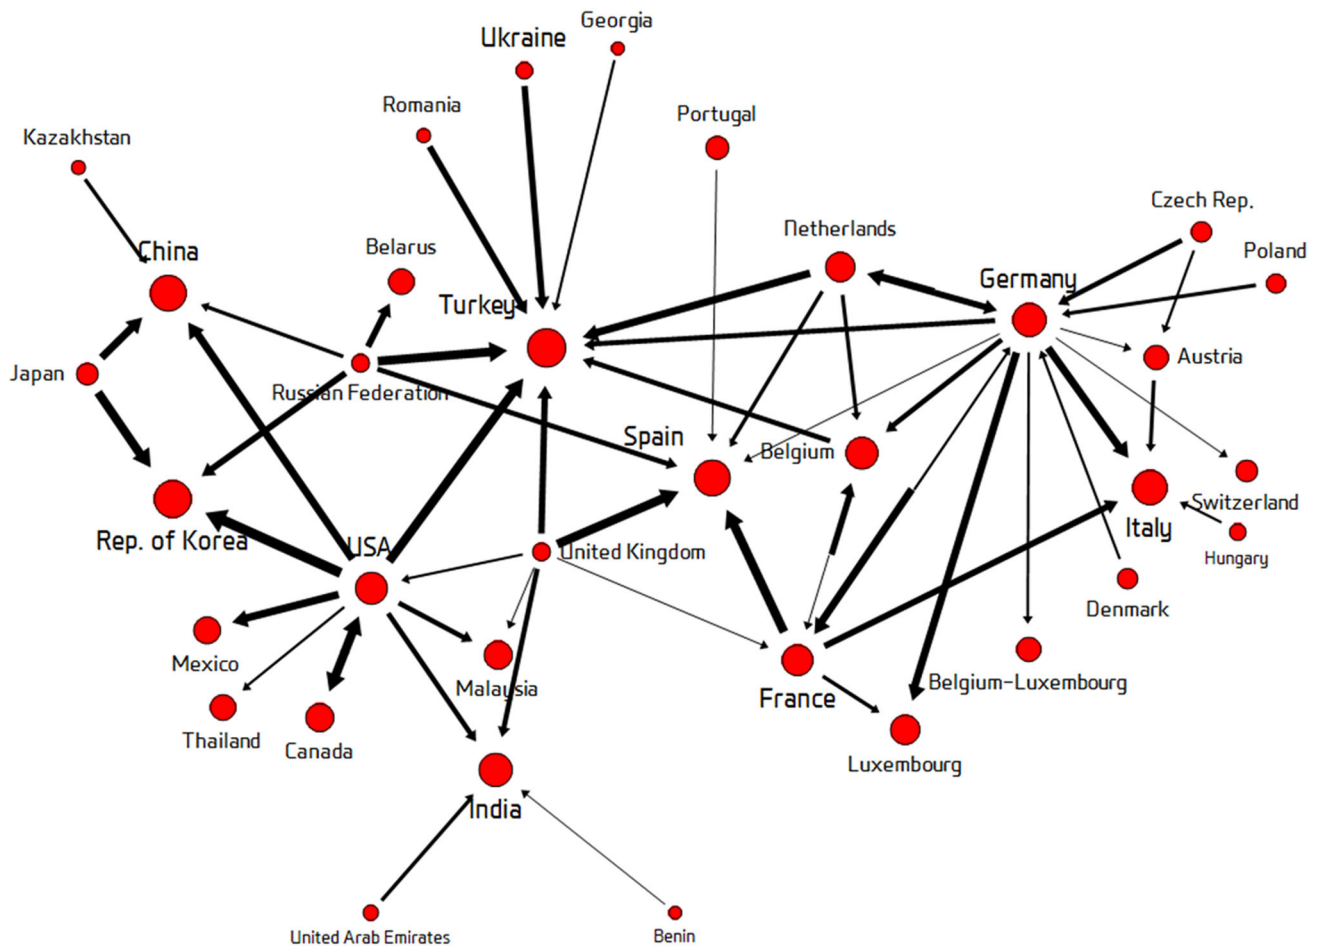 Georgia
Ukraine
Romania
Portugal
Kazakhstan
Czech Rep.
Netherlands
Poland
China
Belarus
Germany
Turkey
Austria
Japan
Russian Federation
Spain
Belgium
Switzerland
Italy
Rep. of Korea
USA
United Kingdom
Hungary
Denmark
Mexico
Malaysia
Belgium-Luxembourg
France
Thailand
Canada
Luxembourg
India
United Arab Emirates
Benin